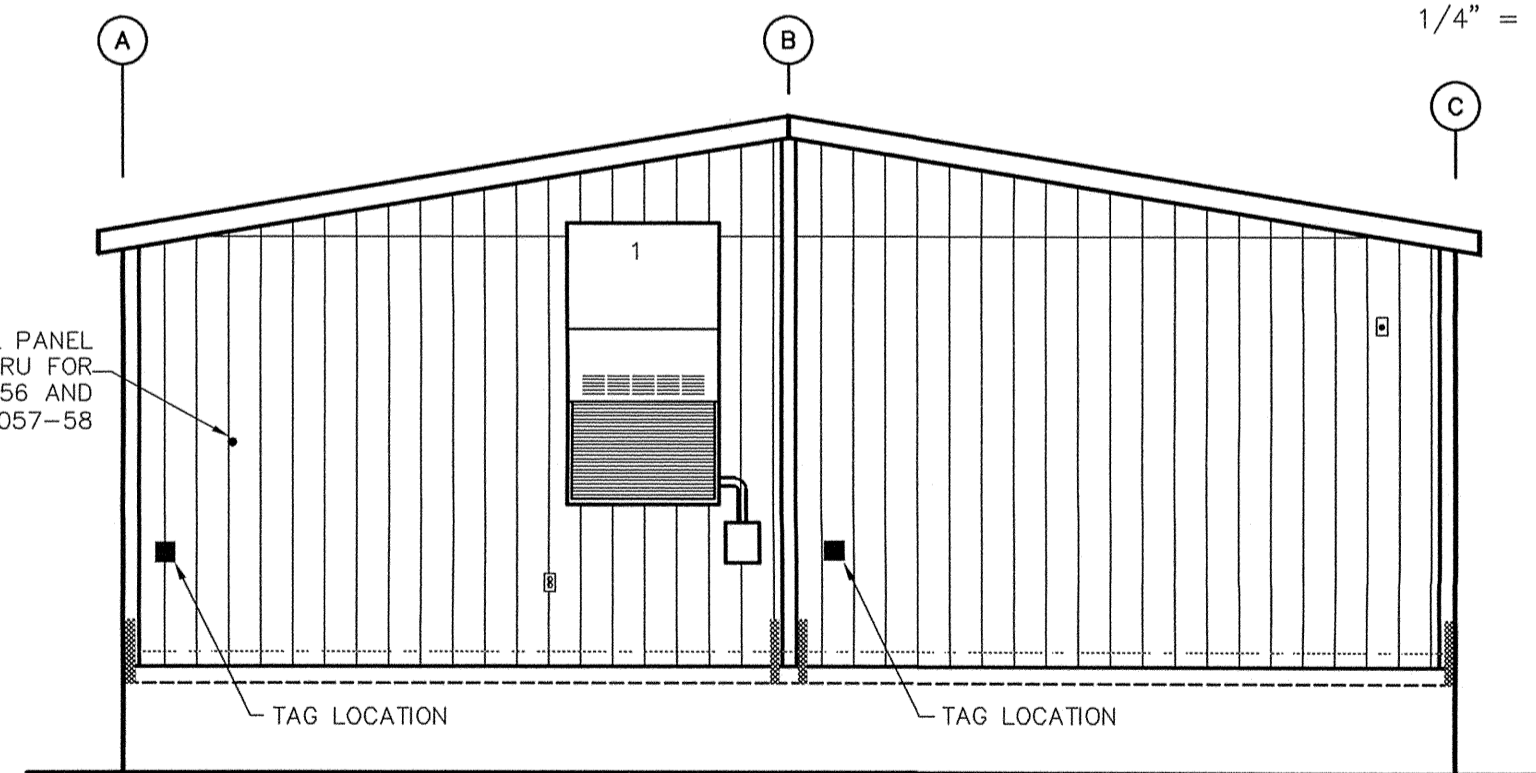 1/4" =
A
B
C
1
PANEL
RU FOR
56 AND
057-58
TAG LOCATION
TAG LOCATION